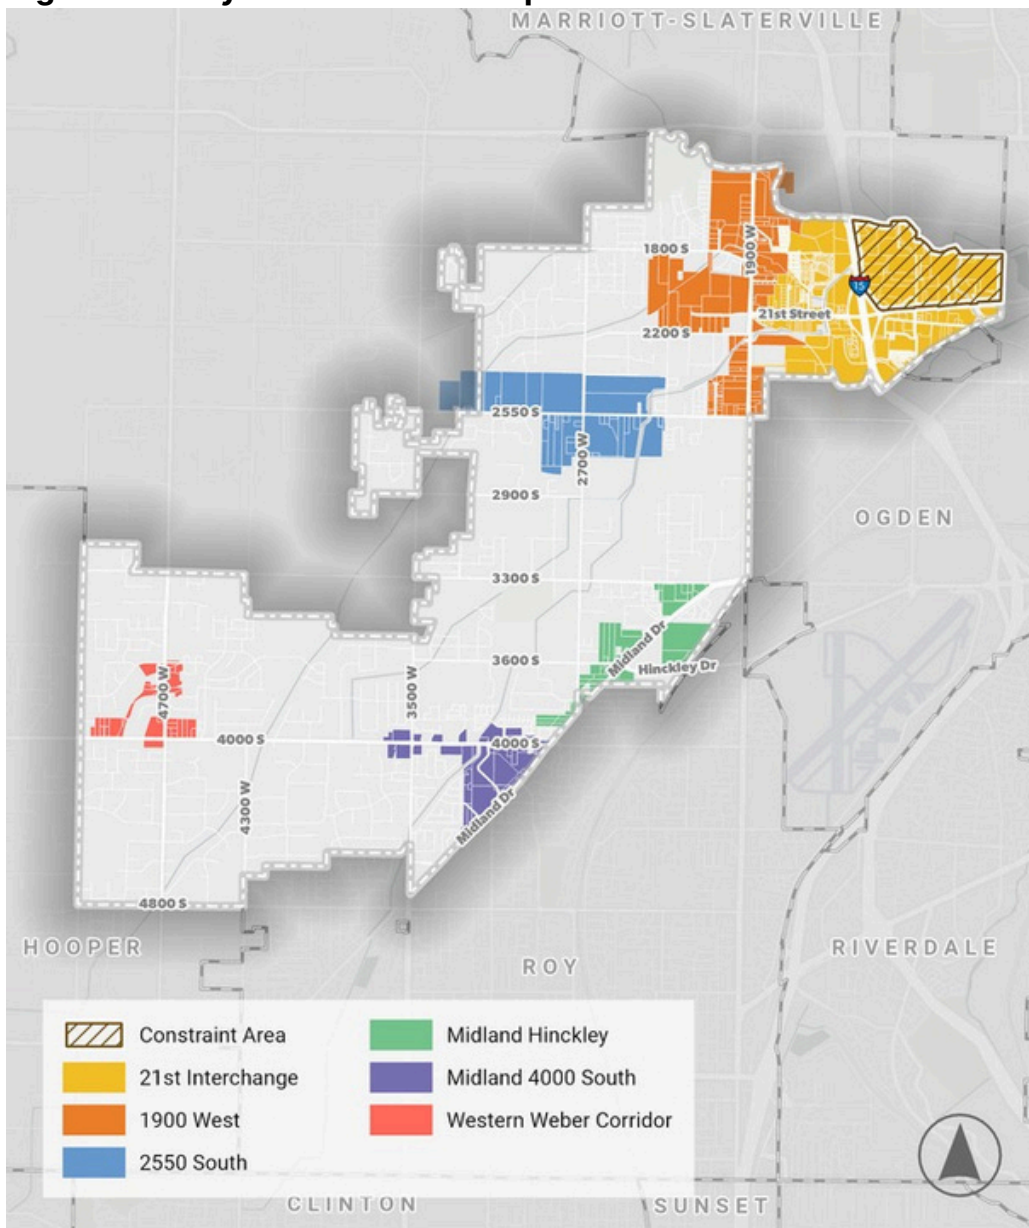 MARRIOTT-SLATERVILLE
1800 S
1900 W
15
21st Street
2200 S
2550 S
2700 W
2900 S
OGDEN
3300 S
Midland Dr
3600 S
Hinckley Dr
4700 W
3500 W
4000 S
4000 S
4300 W
Midland Dr
4800 S
HOOPER
ROY
RIVERDALE
Constraint Area
21st Interchange
1900 West
2550 South
Midland Hinckley
Midland 4000 South
Western Weber Corridor
CLINTON
SUNSET